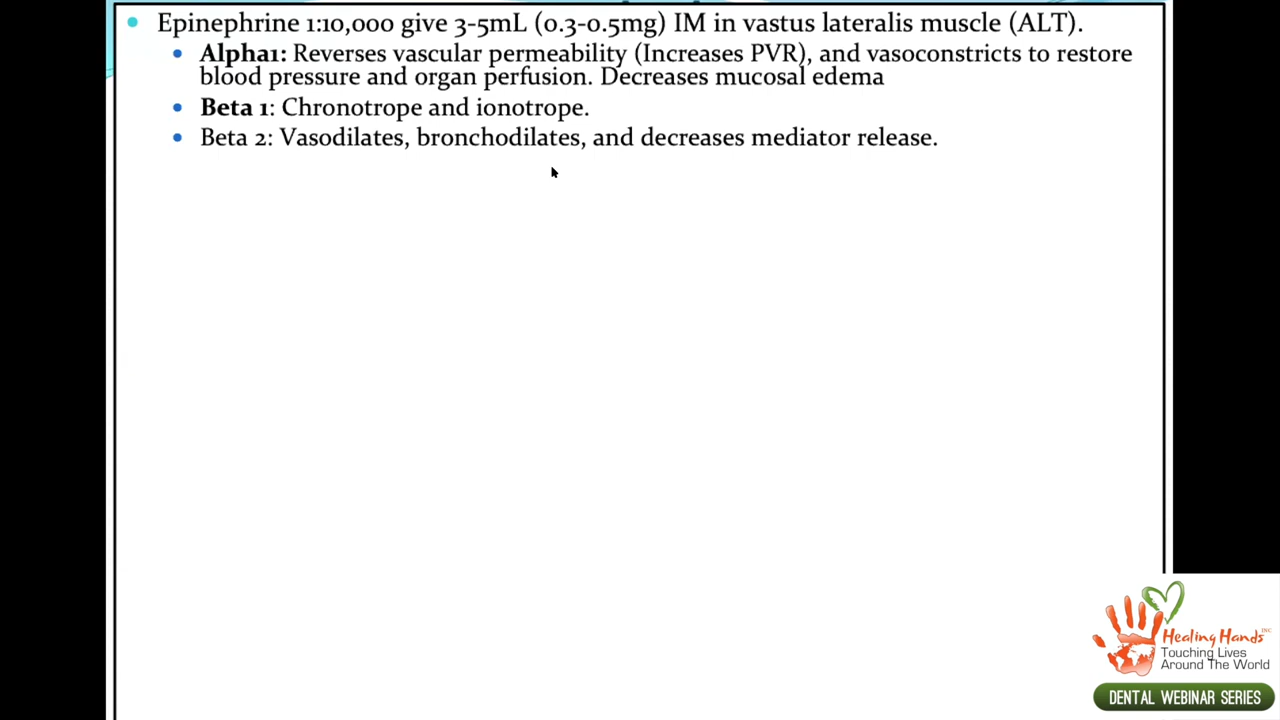 Epinephrine 1:10,000 give 3-5mL (0.3-0.5mg) IM in vastus lateralis muscle (ALT).
Alpha1: Reverses vascular permeability (Increases PVR), and vasoconstricts to restore
blood pressure and organ perfusion. Decreases mucosal edema
Beta 1: Chronotrope and ionotrope.
Beta 2: Vasodilates, bronchodilates, and decreases mediator release.
Healing Hands INC
Touching Lives
Around The World
DENTAL WEBINAR SERIES